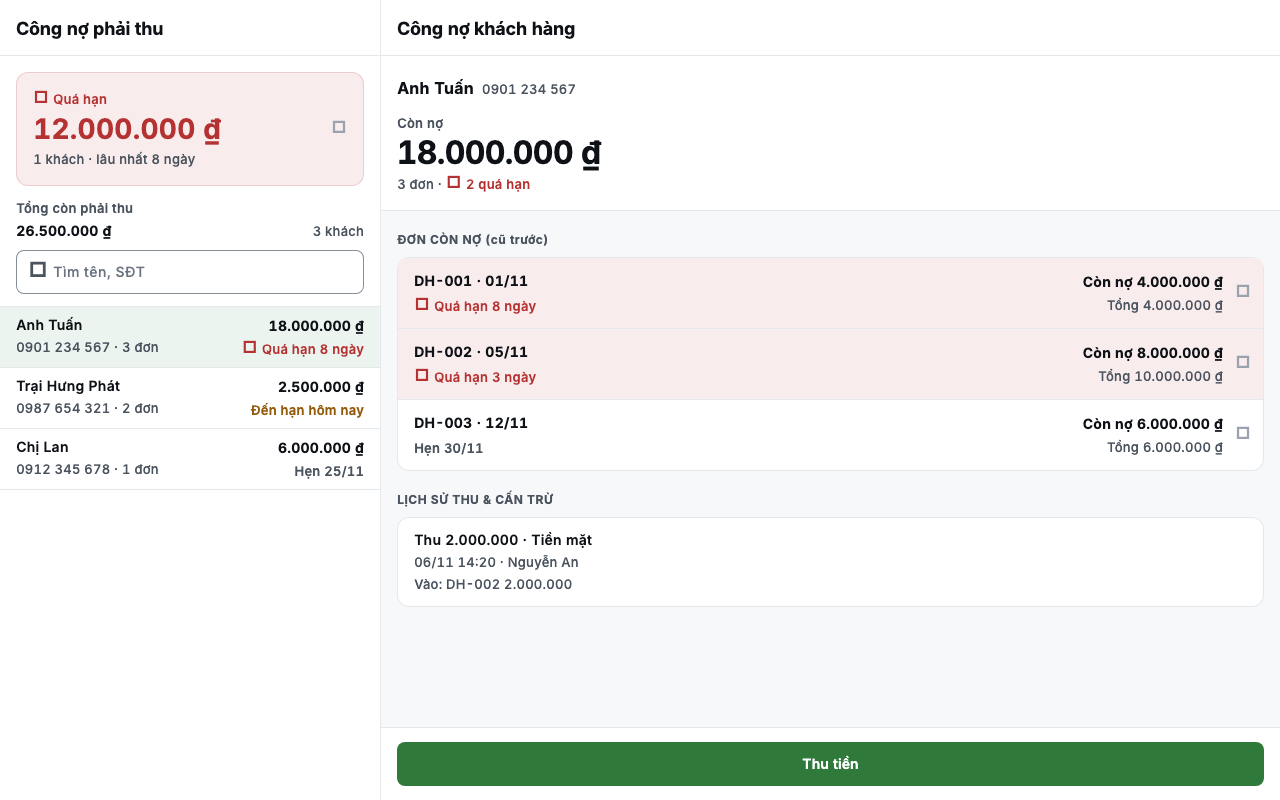 Công nợ phải thu
Quá hạn
12.000.000 ₫
1 khách · lâu nhất 8 ngày
Tổng còn phải thu
26.500.000 ₫ 3 khách
Tìm tên, SĐT
Anh Tuấn 18.000.000 ₫
0901 234 567 · 3 đơn Quá hạn 8 ngày
Trại Hưng Phát 2.500.000 ₫
0987 654 321 · 2 đơn Đến hạn hôm nay
Chị Lan 6.000.000 ₫
0912 345 678 · 1 đơn Hẹn 25/11
Công nợ khách hàng
Anh Tuấn 0901 234 567
Còn nợ
18.000.000 ₫
3 đơn · 2 quá hạn
ĐƠN CÒN NỢ (cũ trước)
DH-001 · 01/11 Còn nợ 4.000.000 ₫
Quá hạn 8 ngày Tổng 4.000.000 ₫
DH-002 · 05/11 Còn nợ 8.000.000 ₫
Quá hạn 3 ngày Tổng 10.000.000 ₫
DH-003 · 12/11 Còn nợ 6.000.000 ₫
Hẹn 30/11 Tổng 6.000.000 ₫
LỊCH SỬ THU & CẤN TRỪ
Thu 2.000.000 · Tiền mặt
06/11 14:20 · Nguyễn An
Vào: DH-002 2.000.000
Thu tiền